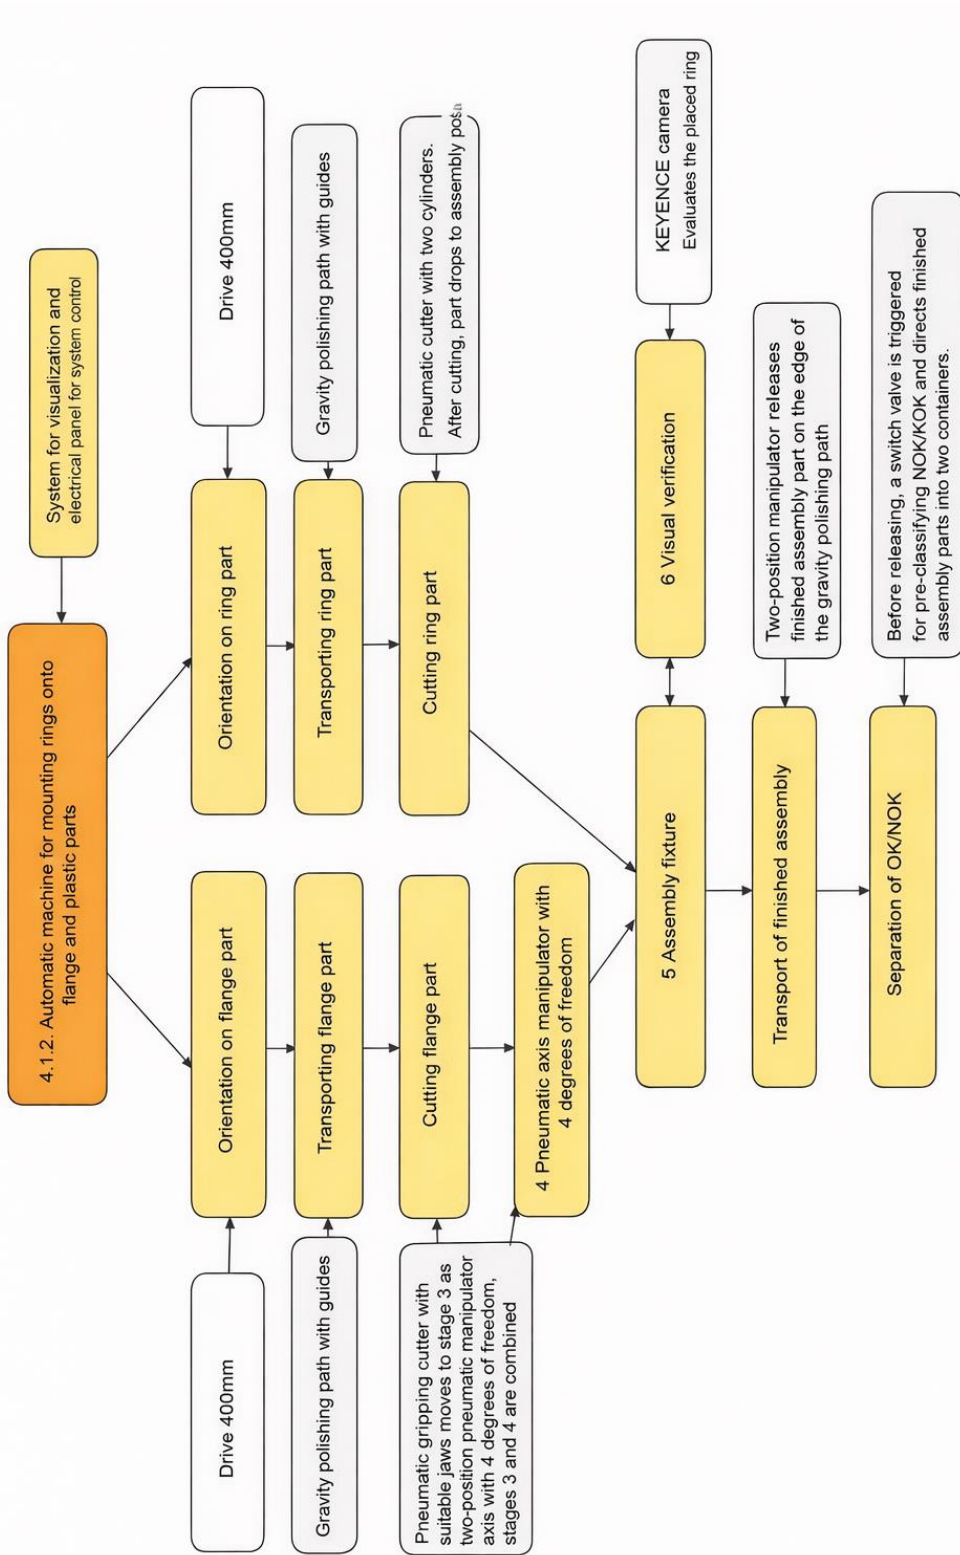 4.1.2. Automatic machine for mounting rings onto
flange and plastic parts
System for visualization and
electrical panel for system control
Drive 400mm
Orientation on flange part
Orientation on ring part
Drive 400mm
Gravity polishing path with guides
Transporting flange part
Transporting ring part
Gravity polishing path with guides
Pneumatic gripping cutter with
suitable jaws moves to stage 3 as
two-position pneumatic manipulator
axis with 4 degrees of freedom,
stages 3 and 4 are combined
Cutting flange part
Cutting ring part
Pneumatic cutter with two cylinders.
After cutting, part drops to assembly
4 Pneumatic axis manipulator with
4 degrees of freedom
5 Assembly fixture
6 Visual verification
KEYENCE camera
Evaluates the placed ring
Transport of finished assembly
Two-position manipulator releases
finished assembly part on the edge of
the gravity polishing path
Separation of OK/NOK
Before releasing, a switch valve is triggered
for pre-classifying NOK/KOK and directs finished
assembly parts into two containers.